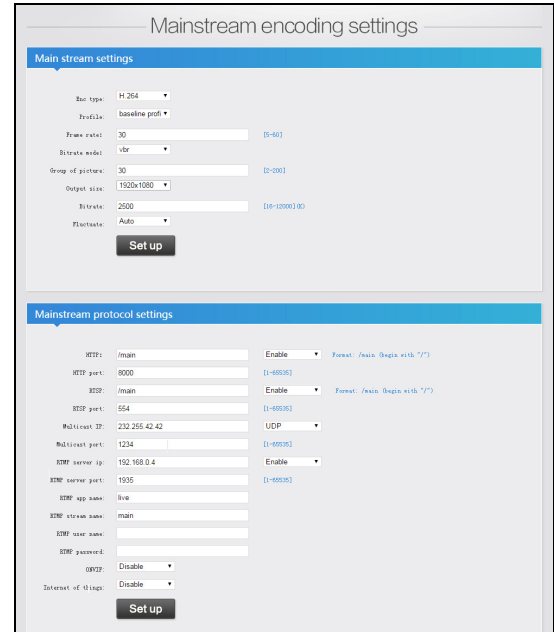 Mainstream encoding settings
Main stream settings
Enc type: H.264
Profile: baseline profi
Frame rate: 30 [5-60]
Bitrate mode: vbr
Group of picture: 30 [2-200]
Output size: 1920x1080
Bitrate: 2500 [16-12000](K)
Fluctuate: Auto
Set up
Mainstream protocol settings
HTTP: /main Enable Format: /main (begin with "/")
HTTP port: 8000 [1-65535]
RTSP: /main Enable Format: /main (begin with "/")
RTSP port: 554 [1-65535]
Multicast IP: 232.255.42.42 UDP
Multicast port: 1234 [1-65535]
RTMP server ip: 192.168.0.4 Enable
RTMP server port: 1935 [1-65535]
RTMP app name: live
RTMP stream name: main
RTMP user name:
RTMP password:
ONVIF: Disable
Internet of things: Disable
Set up